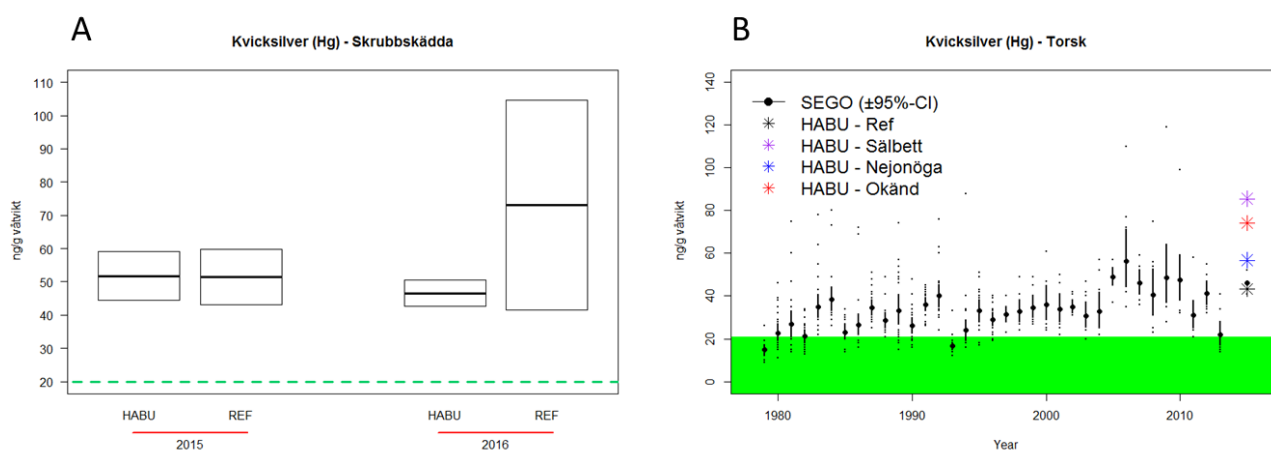 A
Kvicksilver (Hg) - Skrubbskädda
ng/g våtvikt
110
100
90
80
70
60
50
40
30
20
HABU
REF
HABU
REF
2015
2016
B
Kvicksilver (Hg) - Torsk
ng/g våtvikt
140
120
100
80
60
40
20
0
SEGO (±95%-CI)
HABU - Ref
HABU - Sälbett
HABU - Nejonöga
HABU - Okänd
1980
1990
2000
2010
Year